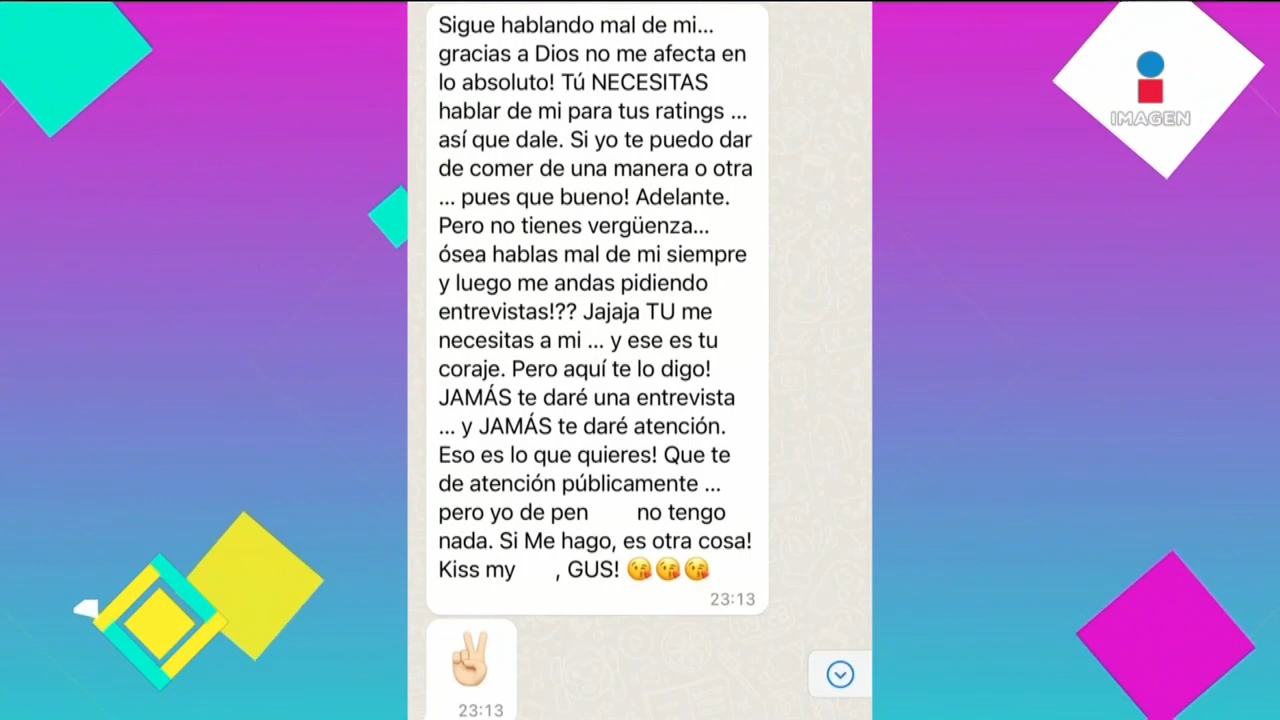 Sigue hablando mal de mi...
gracias a Dios no me afecta en
lo absoluto! Tú NECESITAS
hablar de mi para tus ratings ...
así que dale. Si yo te puedo dar
de comer de una manera o otra
... pues que bueno! Adelante.
Pero no tienes vergüenza...
ósea hablas mal de mi siempre
y luego me andas pidiendo
entrevistas!?? Jajaja TU me
necesitas a mi ... y ese es tu
coraje. Pero aquí te lo digo!
JAMÁS te daré una entrevista
... y JAMÁS te daré atención.
Eso es lo que quieres! Que te
de atención públicamente ...
pero yo de pen no tengo
nada. Si Me hago, es otra cosa!
Kiss my , GUS! 😘😘😘
23:13
✌🏻
23:13
IMAGEN